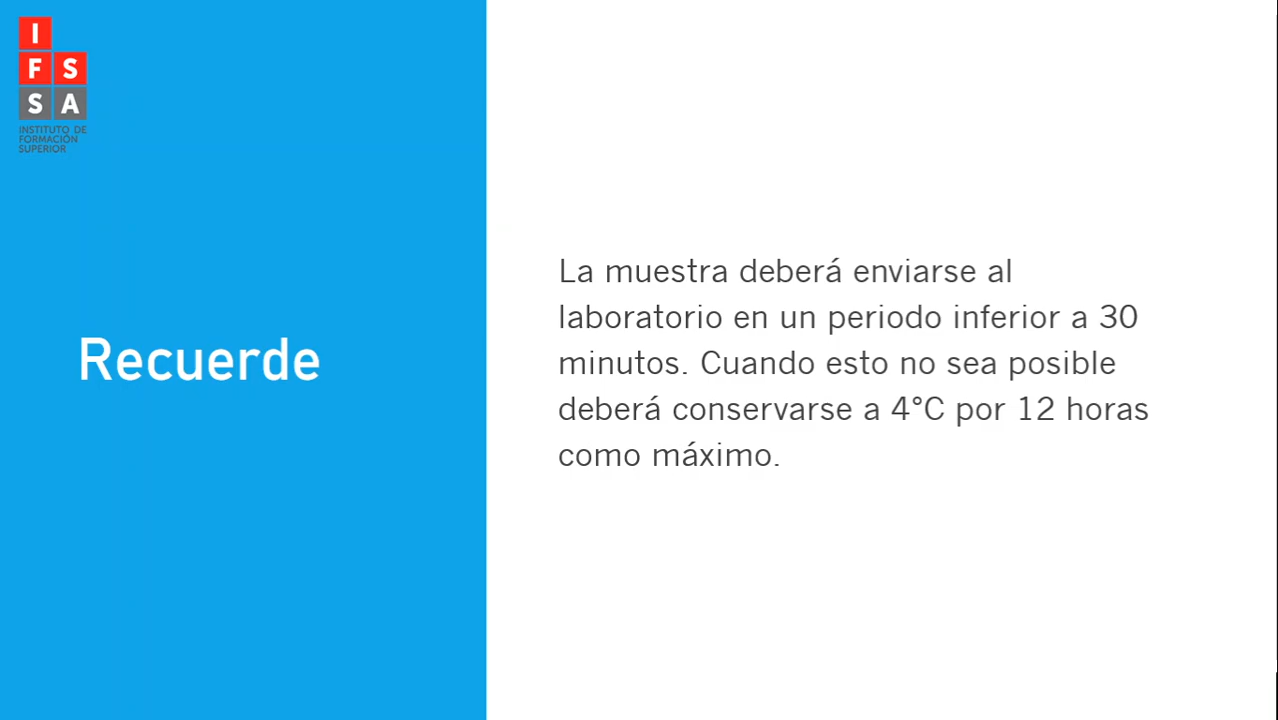 I
F S
S A
INSTITUTO DE
FORMACIÓN
SUPERIOR
Recuerde
La muestra deberá enviarse al
laboratorio en un periodo inferior a 30
minutos. Cuando esto no sea posible
deberá conservarse a 4°C por 12 horas
como máximo.